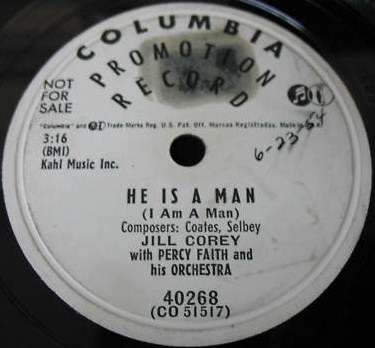 COLUMBIA
PROMOTION
RECORD
NOT
FOR
SALE
"Columbia" and Trade Marks Reg. U.S. Pat. Off. Marcas Registradas. Made in
3:16
(BMI)
Kahl Music Inc.
6-23 54
HE IS A MAN
(I Am A Man)
Composers: Coates, Selbey
JILL COREY
with PERCY FAITH and
his ORCHESTRA
40268
(CO 51517)